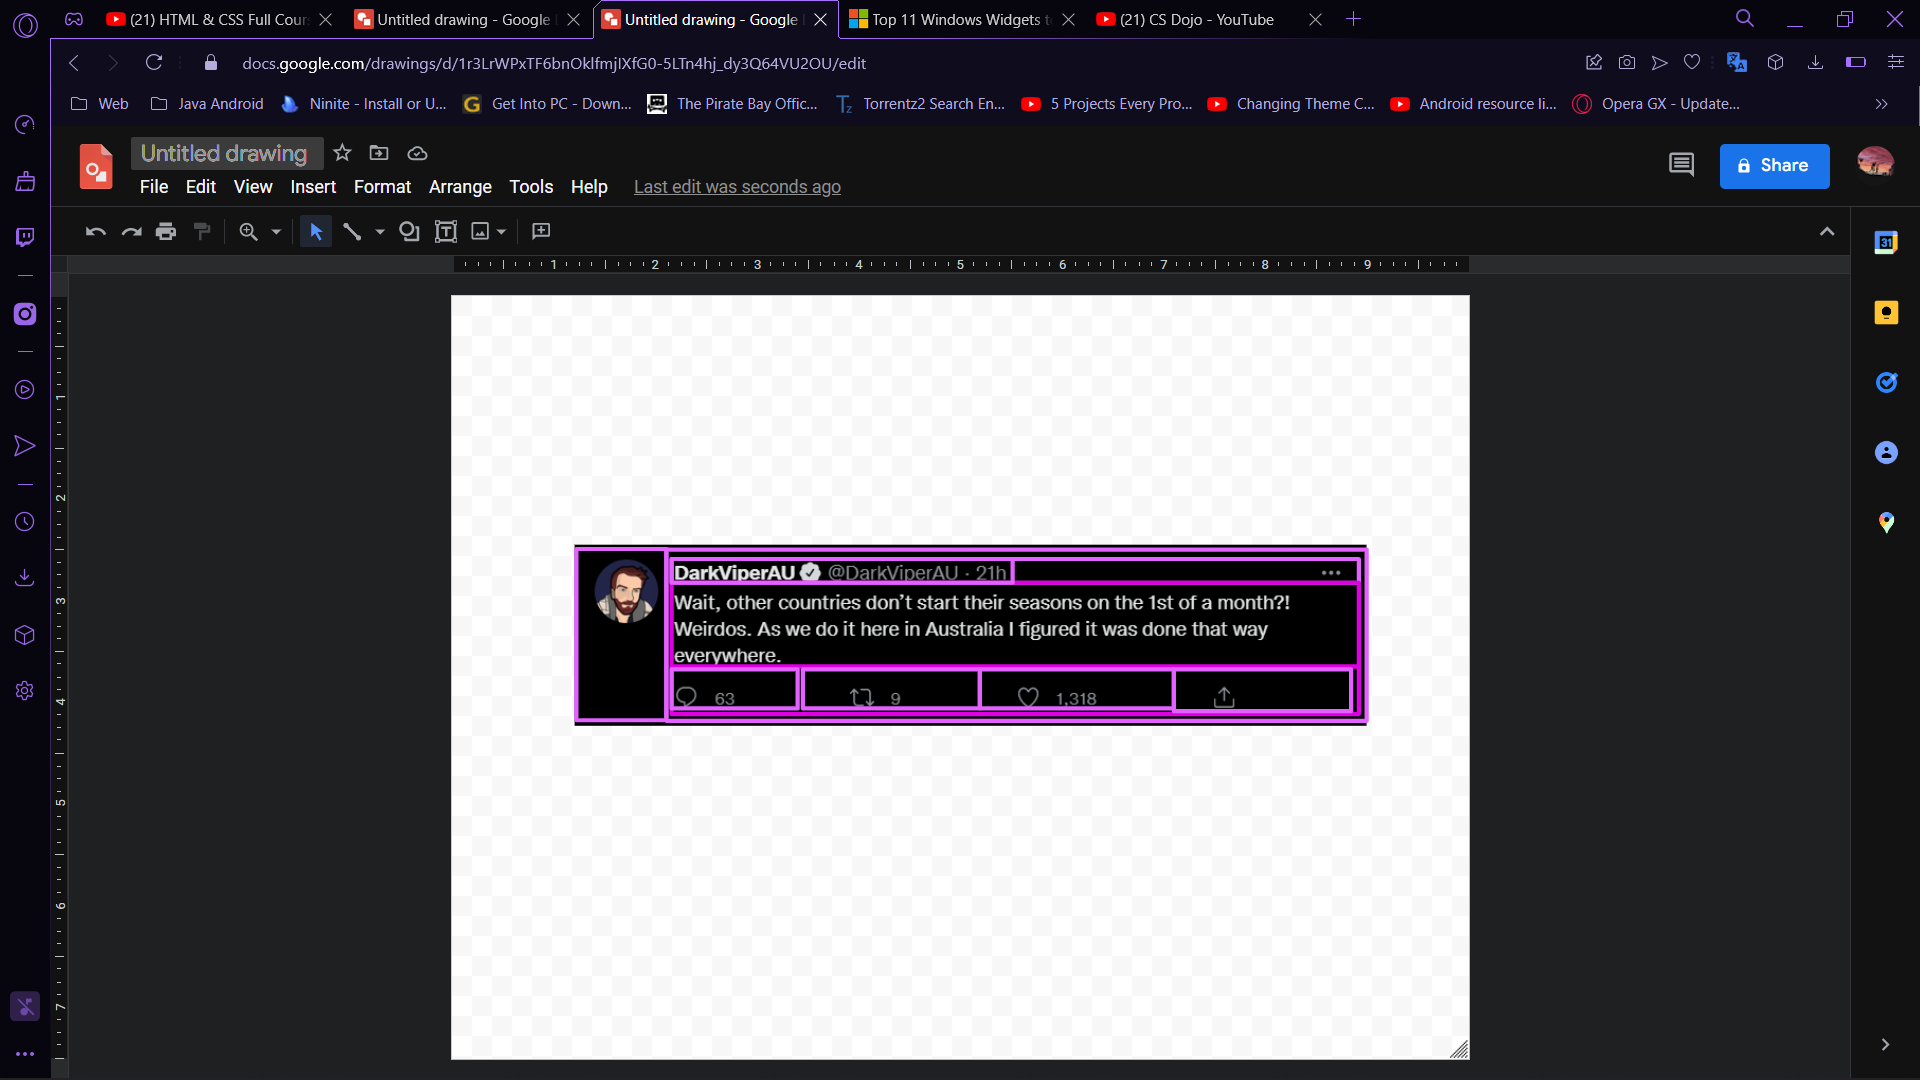 (21) HTML & CSS Full Cour
Untitled drawing - Google
Untitled drawing - Google
Top 11 Windows Widgets t
(21) CS Dojo - YouTube
docs.google.com/drawings/d/1r3LrWPxTF6bnOklfmjIXfG0-5LTn4hj_dy3Q64VU2OU/edit
Web
Java Android
Ninite - Install or U...
Get Into PC - Down...
The Pirate Bay Offic...
Torrentz2 Search En...
5 Projects Every Pro...
Changing Theme C...
Android resource li...
Opera GX - Update...
Untitled drawing
File Edit View Insert Format Arrange Tools Help Last edit was seconds ago
Share
1 2 3 4 5 6 7 8 9
31
1
2
3
4
5
6
7
DarkViperAU @DarkViperAU · 21h
Wait, other countries don't start their seasons on the 1st of a month?!
Weirdos. As we do it here in Australia I figured it was done that way
everywhere.
63 9 1,318